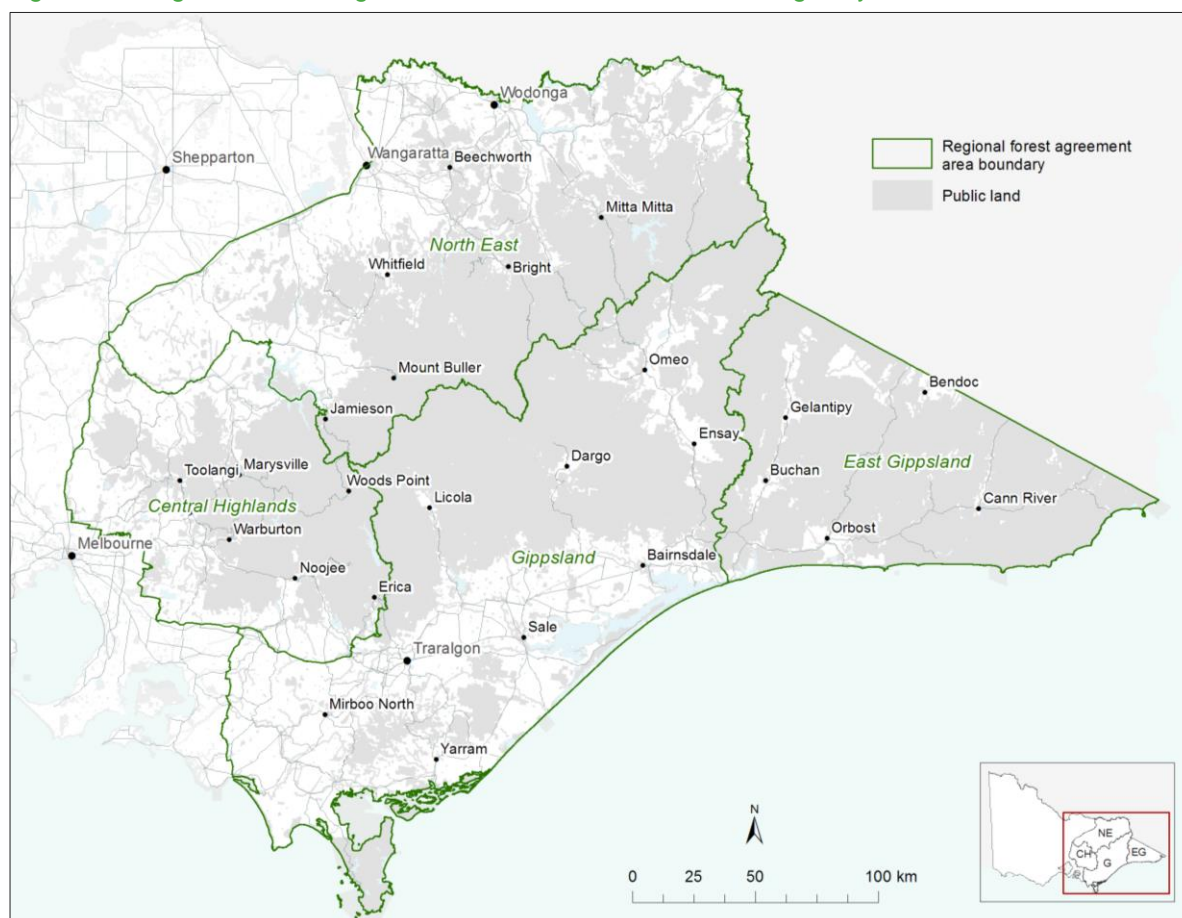 Wodonga
Shepparton
Wangaratta
Beechworth
Regional forest agreement
area boundary
Public land
Mitta Mitta
North East
Whitfield
Bright
Omeo
Mount Buller
Bendoc
Jamieson
Gelantipy
Ensay
Dargo
Toolangi
Marysville
Buchan
East Gippsland
Woods Point
Licola
Central Highlands
Cann River
Warburton
Orbost
Melbourne
Gippsland
Bairnsdale
Noojee
Erica
Sale
Traralgon
Mirboo North
Yarram
N
0 25 50 100 km
NE
CH
G
EG